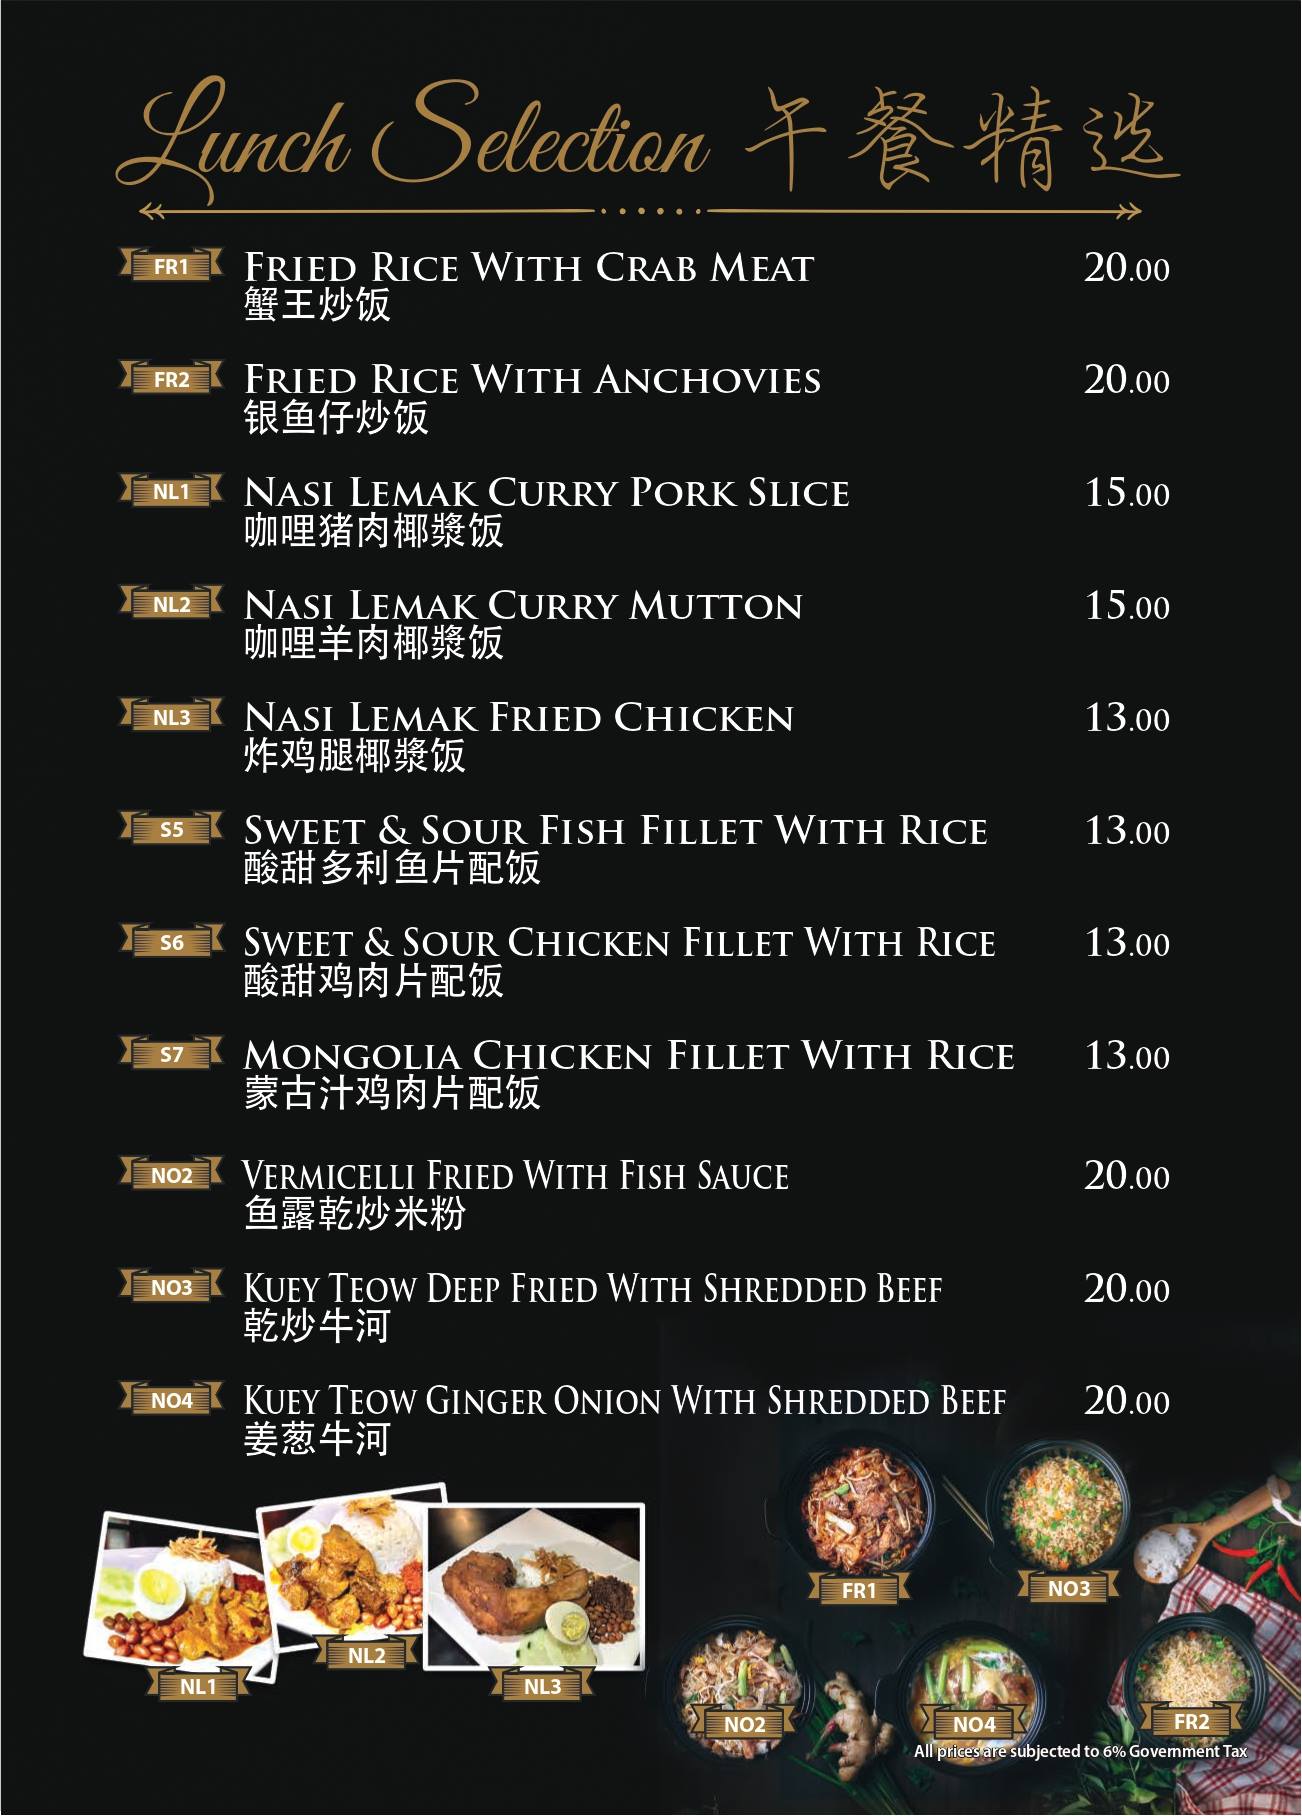 Lunch Selection 午餐精选
FR1 Fried Rice With Crab Meat 20.00
蟹王炒饭
FR2 Fried Rice With Anchovies 20.00
银鱼仔炒饭
NL1 Nasi Lemak Curry Pork Slice 15.00
咖哩猪肉椰漿饭
NL2 Nasi Lemak Curry Mutton 15.00
咖哩羊肉椰漿饭
NL3 Nasi Lemak Fried Chicken 13.00
炸鸡腿椰漿饭
S5 Sweet & Sour Fish Fillet With Rice 13.00
酸甜多利鱼片配饭
S6 Sweet & Sour Chicken Fillet With Rice 13.00
酸甜鸡肉片配饭
S7 Mongolia Chicken Fillet With Rice 13.00
蒙古汁鸡肉片配饭
NO2 Vermicelli Fried With Fish Sauce 20.00
鱼露乾炒米粉
NO3 Kuey Teow Deep Fried With Shredded Beef 20.00
乾炒牛河
NO4 Kuey Teow Ginger Onion With Shredded Beef 20.00
姜葱牛河
FR1 NO3
NL1 NL2 NL3
NO2 NO4 FR2
All prices are subjected to 6% Government Tax